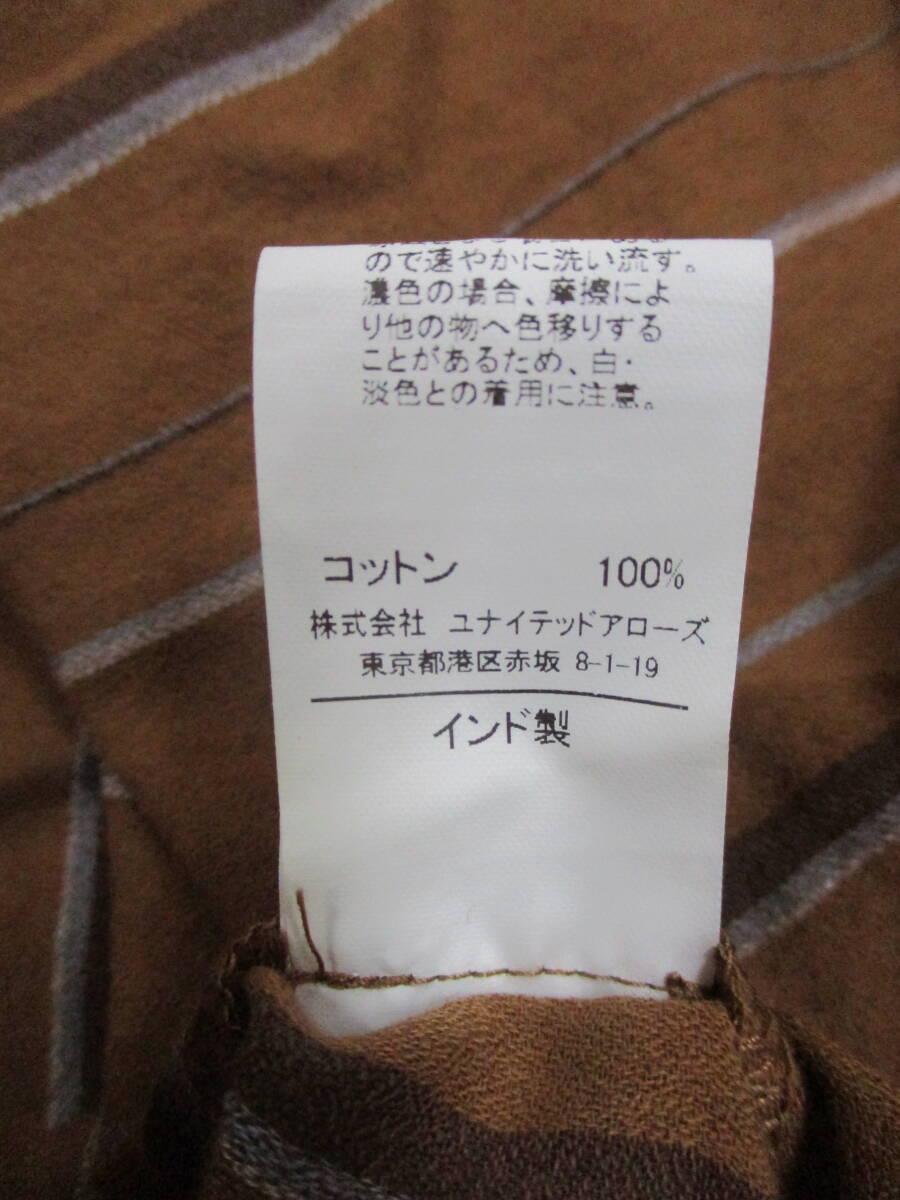 ので速やかに洗い流す。
濃色の場合、摩擦によ
り他の物へ色移りする
ことがあるため、白・
淡色との着用に注意。
コットン 100%
株式会社 ユナイテッドアローズ
東京都港区赤坂 8-1-19
インド製